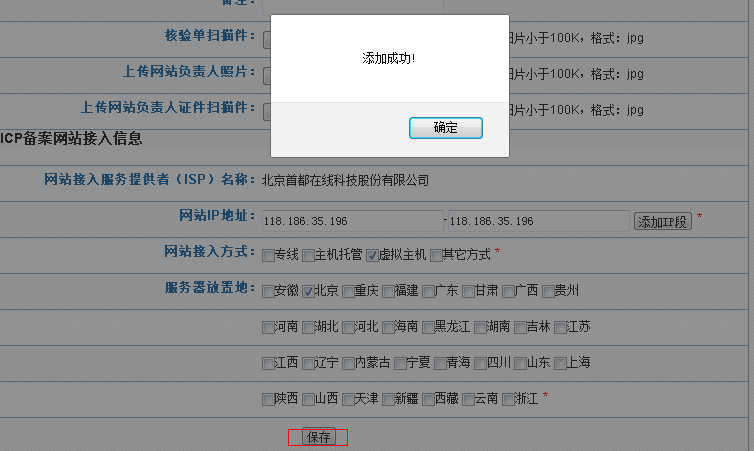 备注：
添加成功!
确定
核验单扫描件：
图片小于100K，格式：jpg
上传网站负责人照片：
图片小于100K，格式：jpg
上传网站负责人证件扫描件：
图片小于100K，格式：jpg
ICP备案网站接入信息
网站接入服务提供者（ISP）名称：北京首都在线科技股份有限公司
网站IP地址：118.186.35.196-118.186.35.196 添加IP段 *
网站接入方式：专线 主机托管 虚拟主机 其它方式 *
服务器放置地：安徽 北京 重庆 福建 广东 甘肃 广西 贵州
河南 湖北 河北 海南 黑龙江 湖南 吉林 江苏
江西 辽宁 内蒙古 宁夏 青海 四川 山东 上海
陕西 山西 天津 新疆 西藏 云南 浙江 *
保存